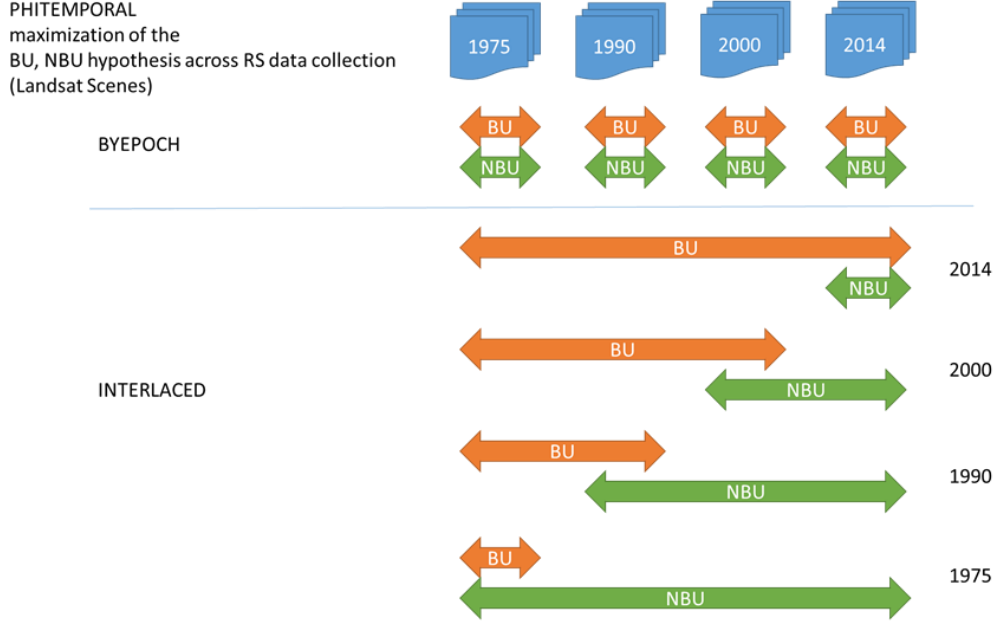 PHITEMPORAL
maximization of the
BU, NBU hypothesis across RS data collection
(Landsat Scenes)
1975 1990 2000 2014
BYEPOCH
BU BU BU BU
NBU NBU NBU NBU
INTERLACED
BU
NBU
2014
BU
NBU
2000
BU
NBU
1990
BU
NBU
1975